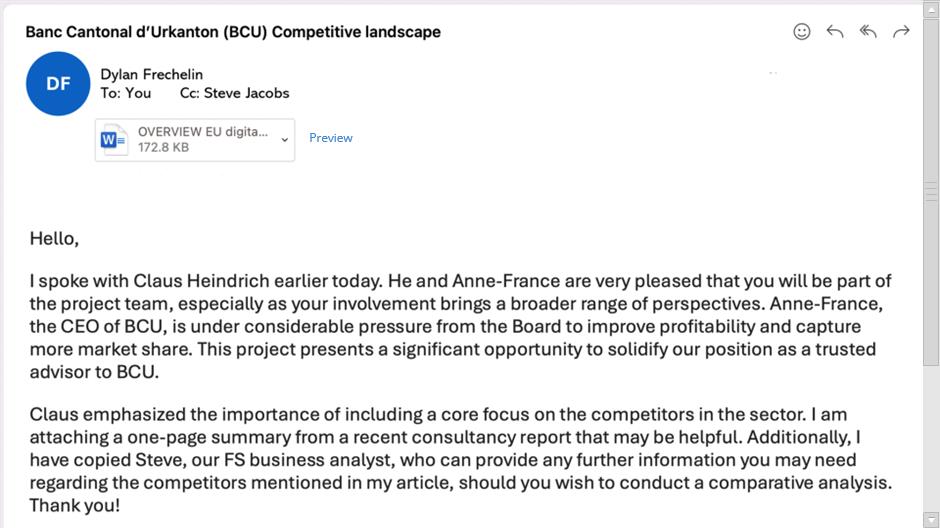 Banc Cantonal d’Urkanton (BCU) Competitive landscape
DF
Dylan Frechelin
To: You Cc: Steve Jacobs
OVERVIEW EU digita...
172.8 KB
Preview
Hello,
I spoke with Claus Heindrich earlier today. He and Anne-France are very pleased that you will be part of
the project team, especially as your involvement brings a broader range of perspectives. Anne-France,
the CEO of BCU, is under considerable pressure from the Board to improve profitability and capture
more market share. This project presents a significant opportunity to solidify our position as a trusted
advisor to BCU.
Claus emphasized the importance of including a core focus on the competitors in the sector. I am
attaching a one-page summary from a recent consultancy report that may be helpful. Additionally, I
have copied Steve, our FS business analyst, who can provide any further information you may need
regarding the competitors mentioned in my article, should you wish to conduct a comparative analysis.
Thank you!